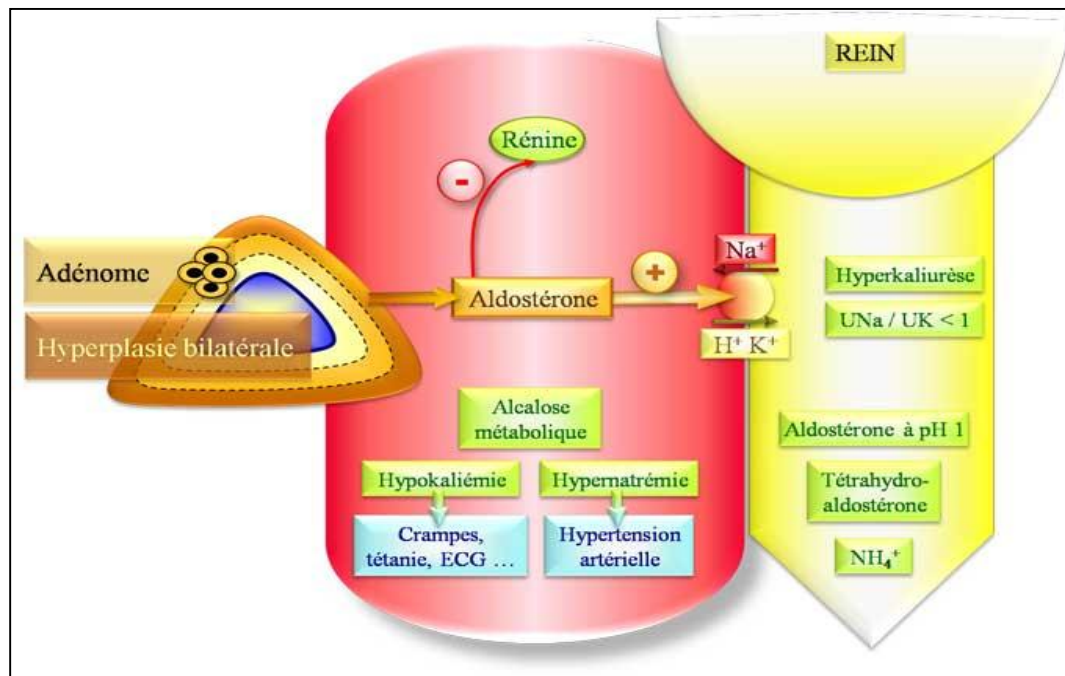 REIN
Rénine
-
Adénome
Hyperplasie bilatérale
Aldostérone
+
Na⁺
H⁺ K⁺
Hyperkaliurèse
UNa / UK < 1
Alcalose
métabolique
Hypokaliémie
Hypernatrémie
Crampes,
tétanie, ECG ...
Hypertension
artérielle
Aldostérone à pH 1
Tétrahydro-
aldostérone
NH₄⁺